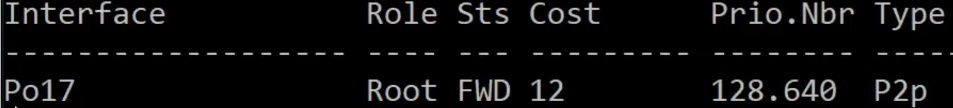 Interface Role Sts Cost Prio.Nbr Type
------------------- ---- --- --------- -------- -----
Po17 Root FWD 12 128.640 P2p